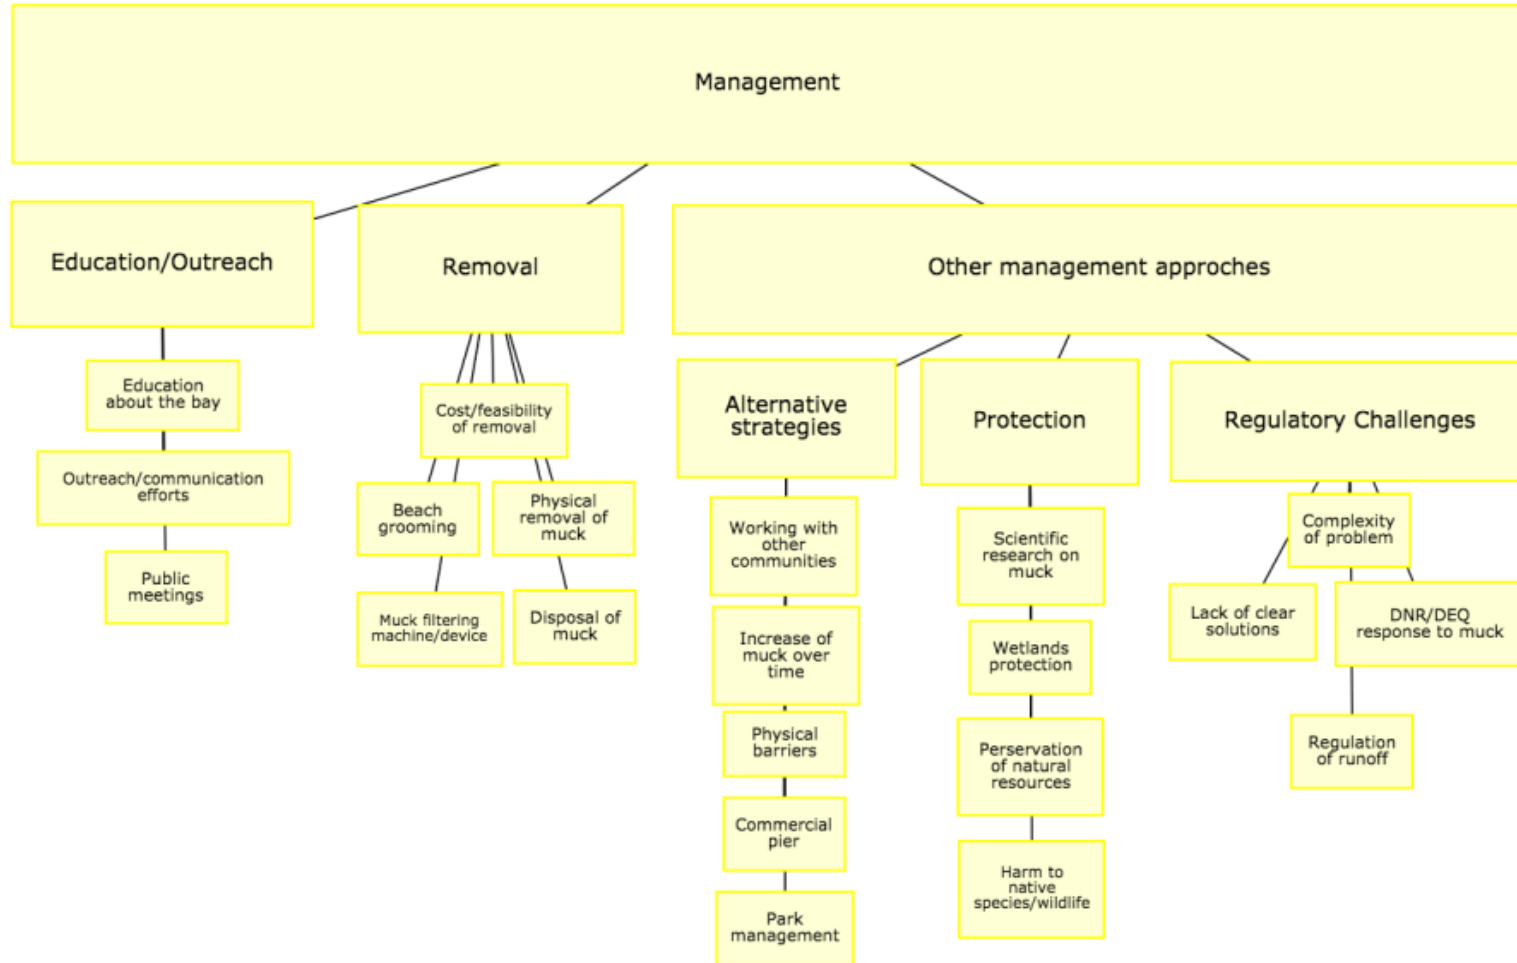 Management
Education/Outreach
Removal
Other management approches
Education
about the bay
Outreach/communication
efforts
Public
meetings
Cost/feasibility
of removal
Beach
grooming
Physical
removal of
muck
Muck filtering
machine/device
Disposal of
muck
Alternative
strategies
Protection
Regulatory Challenges
Working with
other
communities
Increase of
muck over
time
Physical
barriers
Commercial
pier
Park
management
Scientific
research on
muck
Wetlands
protection
Perservation
of natural
resources
Harm to
native
species/wildlife
Complexity
of problem
Lack of clear
solutions
DNR/DEQ
response to muck
Regulation
of runoff